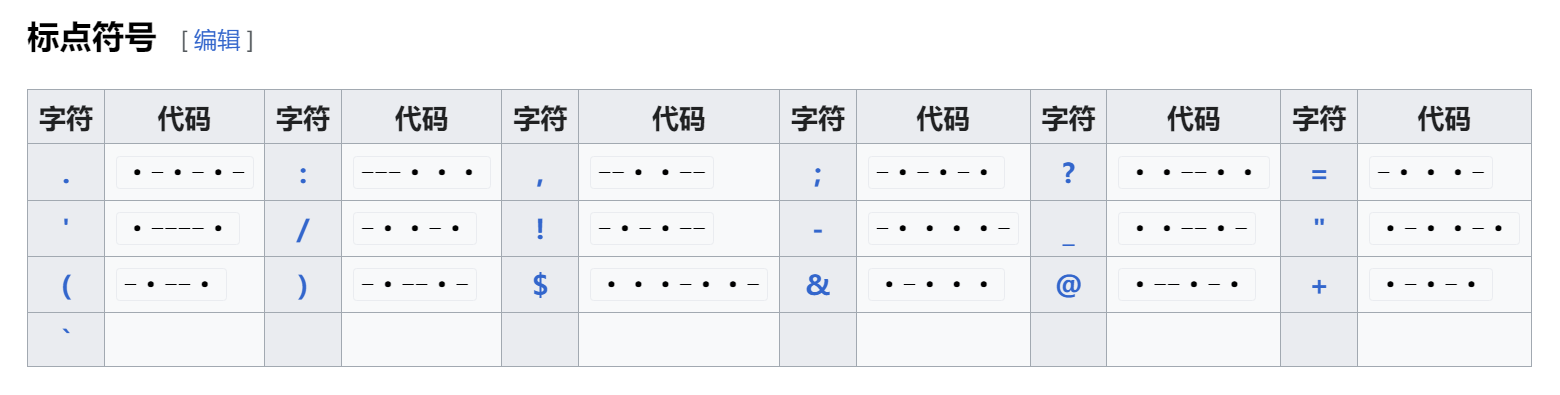 标点符号 [编辑]
字符 代码 字符 代码 字符 代码 字符 代码 字符 代码 字符 代码
. •–•–•– : –––••• , ––••–– ; –•–•–• ? ••––•• = –•••–
' •––––• / –••–• ! –•–•–– - –••••– _ ••––•– " •–••–•
( –•––• ) –•––•– $ •••–••– & •–••• @ •––•–• + •–•–•
`